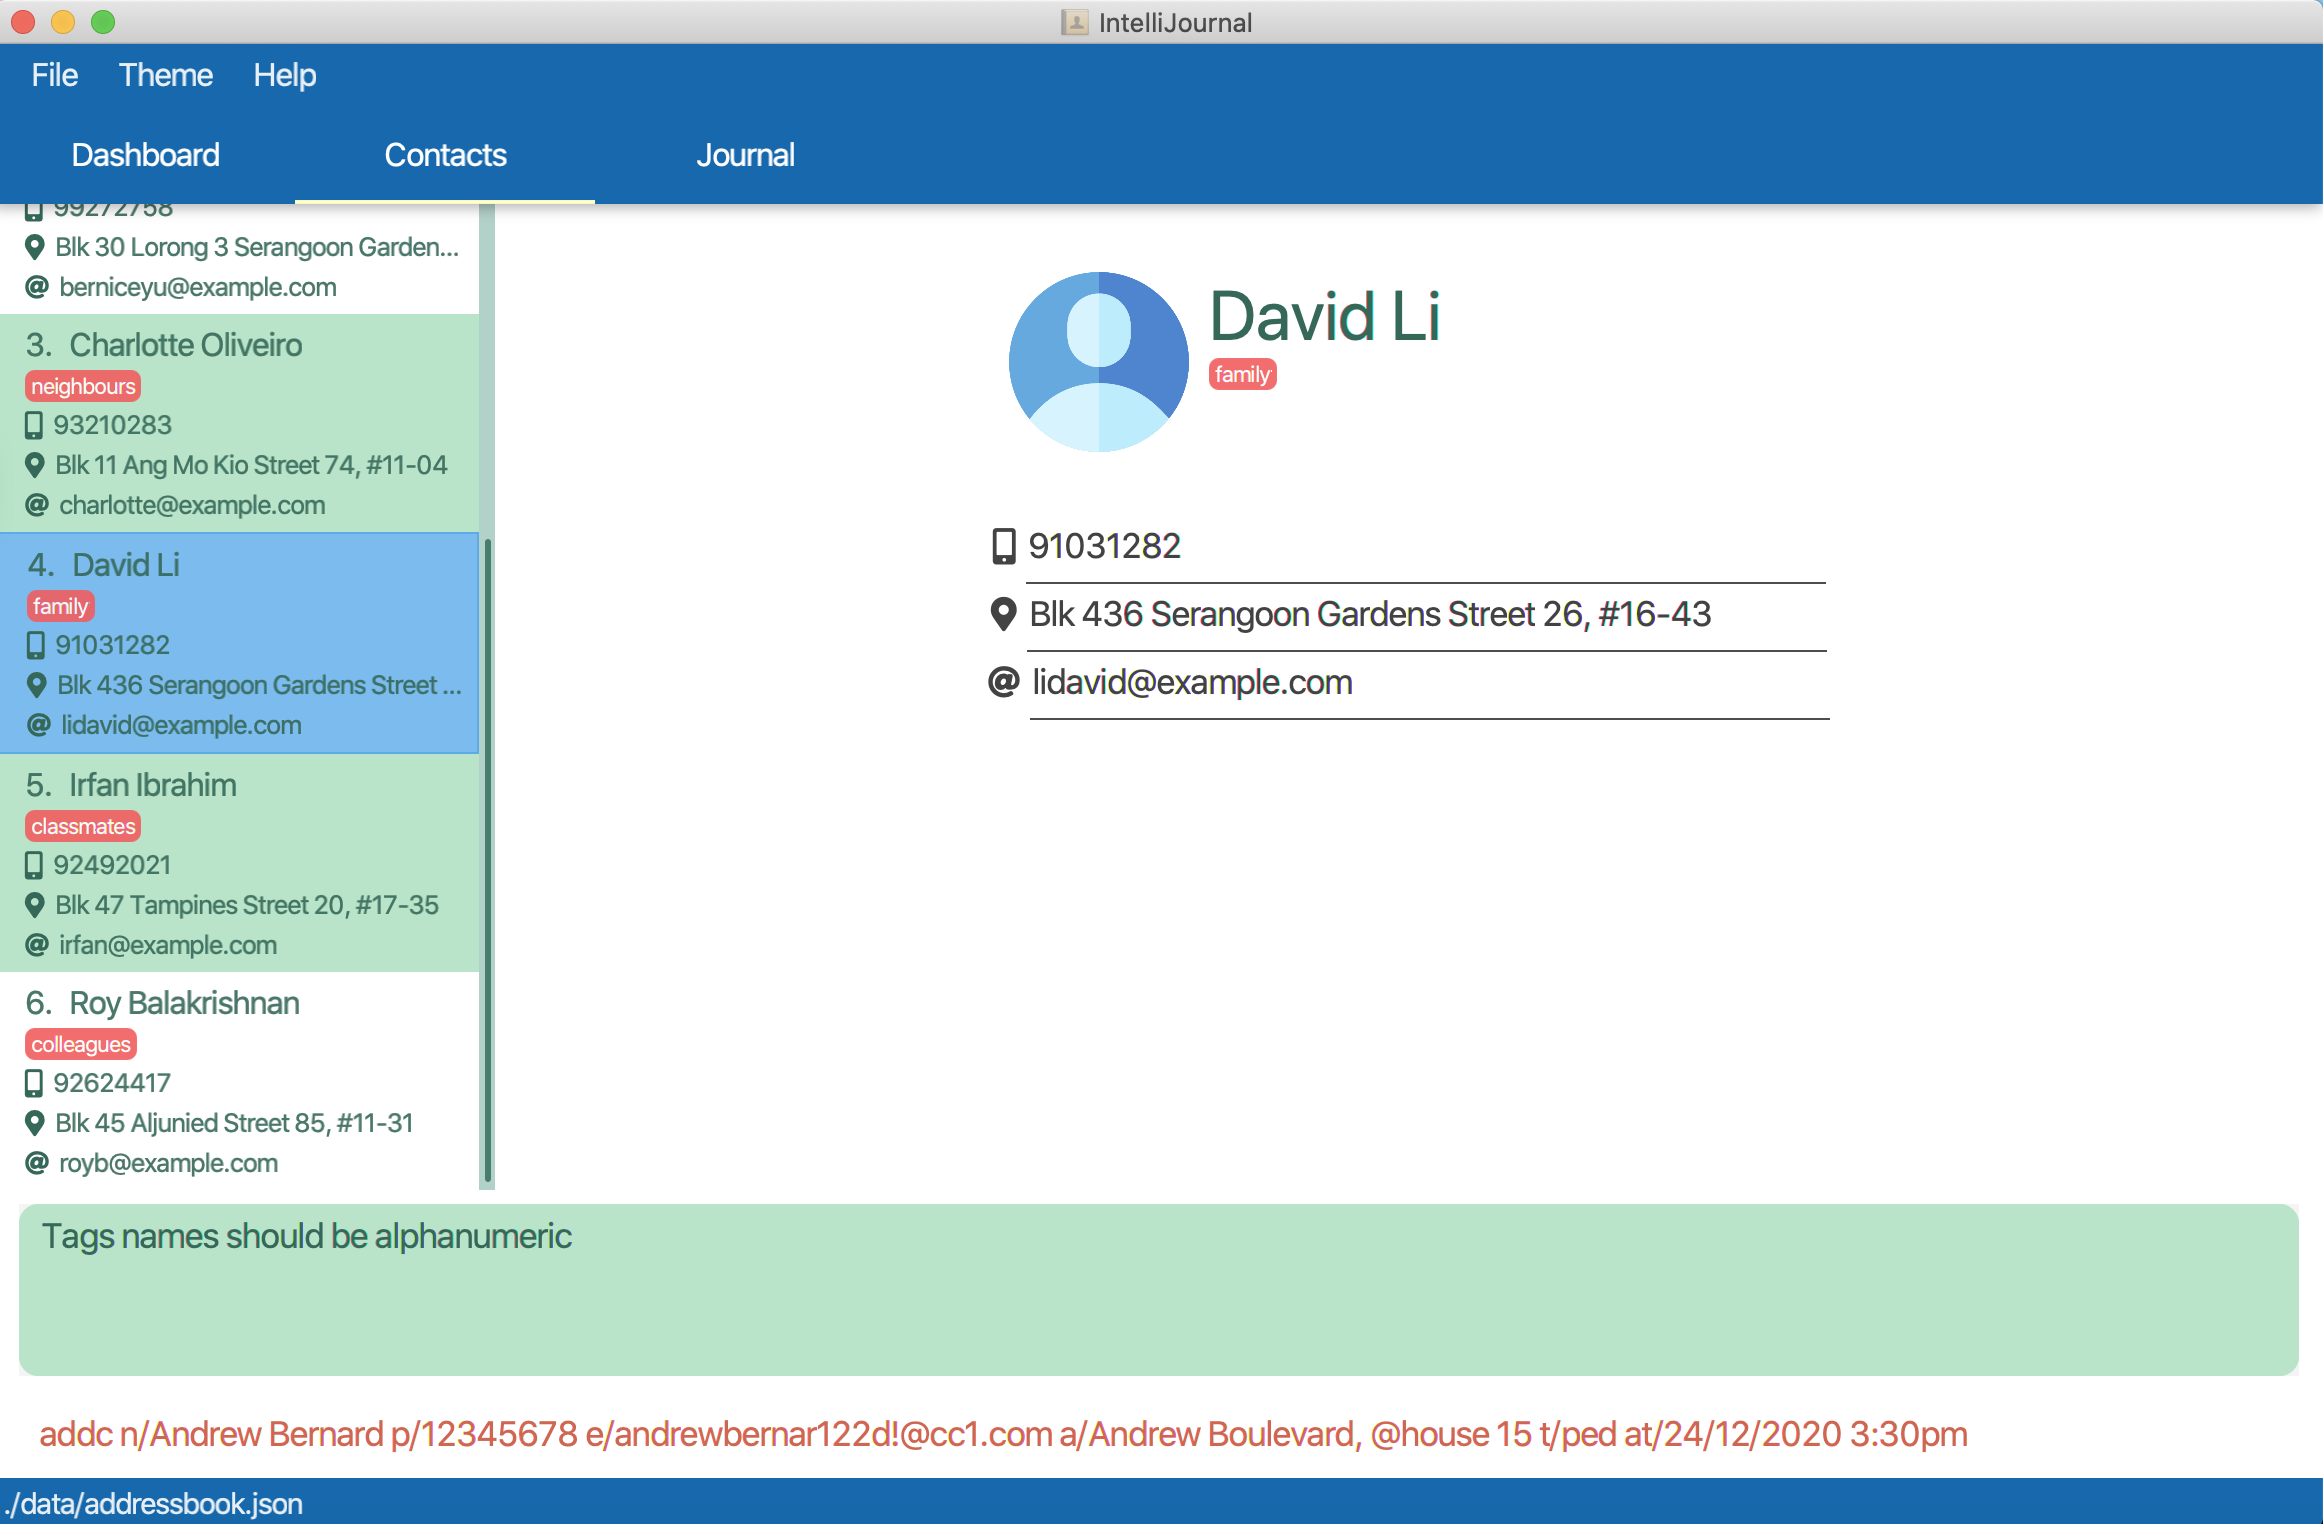 IntelliJournal
File Theme Help
Dashboard Contacts Journal
99272758
Blk 30 Lorong 3 Serangoon Garden...
berniceyu@example.com
3. Charlotte Oliveiro
neighbours
93210283
Blk 11 Ang Mo Kio Street 74, #11-04
charlotte@example.com
4. David Li
family
91031282
Blk 436 Serangoon Gardens Street ...
lidavid@example.com
5. Irfan Ibrahim
classmates
92492021
Blk 47 Tampines Street 20, #17-35
irfan@example.com
6. Roy Balakrishnan
colleagues
92624417
Blk 45 Aljunied Street 85, #11-31
royb@example.com
David Li
family
91031282
Blk 436 Serangoon Gardens Street 26, #16-43
lidavid@example.com
Tags names should be alphanumeric
addc n/Andrew Bernard p/12345678 e/andrewbernar122d!@cc1.com a/Andrew Boulevard, @house 15 t/ped at/24/12/2020 3:30pm
./data/addressbook.json